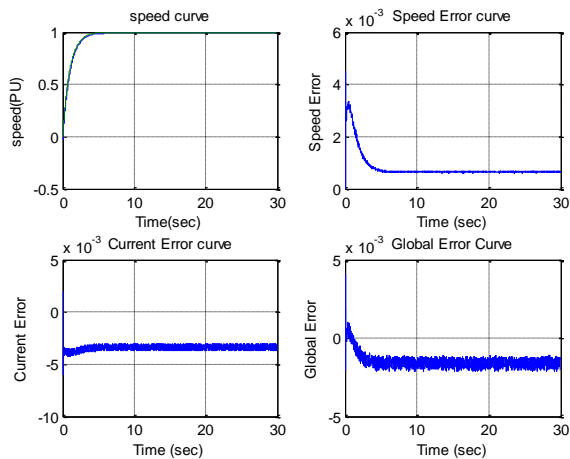 speed curve
1
0.5
0
-0.5
speed(PU)
0
10
20
30
Time(sec)
x 10-3
Speed Error curve
6
4
2
0
Speed Error
0
10
20
30
Time (sec)
x 10-3
Current Error curve
5
0
-5
-10
Current Error
0
10
20
30
Time (sec)
x 10-3
Global Error Curve
5
0
-5
Global Error
0
10
20
30
Time (sec)